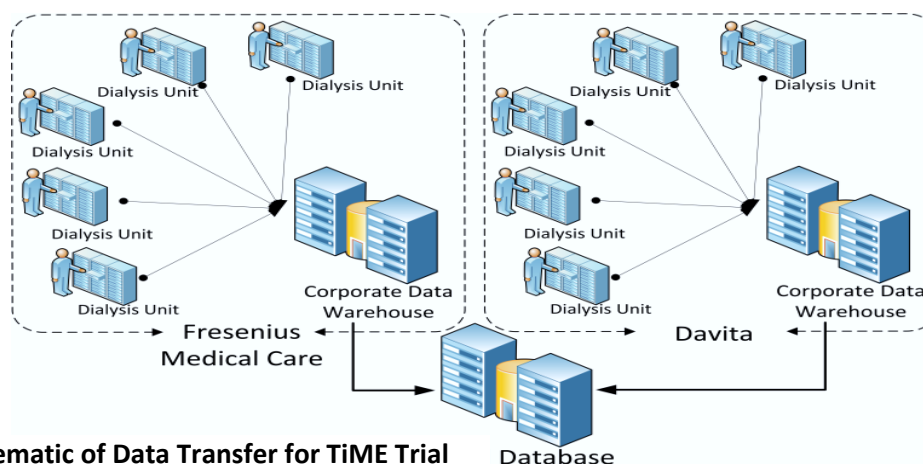 Dialysis Unit
Dialysis Unit
Dialysis Unit
Dialysis Unit
Dialysis Unit
Corporate Data
Warehouse
Fresenius
Medical Care
Dialysis Unit
Dialysis Unit
Dialysis Unit
Dialysis Unit
Dialysis Unit
Corporate Data
Warehouse
Davita
ematic of Data Transfer for TiME Trial
Database